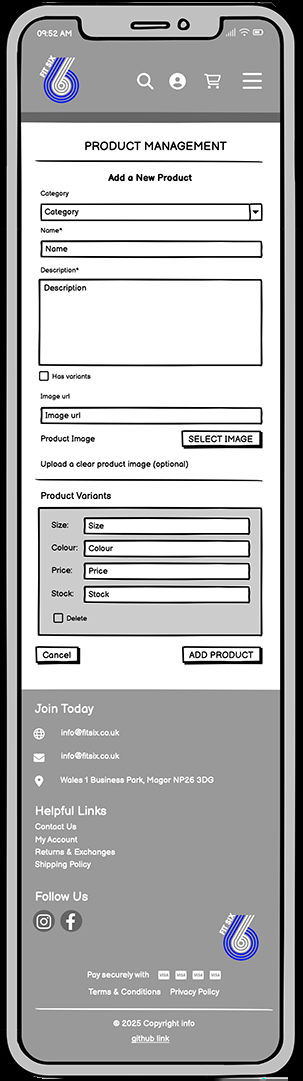 09:52 AM
FIT SIX
PRODUCT MANAGEMENT
Add a New Product
Category
Category
Name*
Name
Description*
Description
Has variants
Image url
Image url
Product Image
SELECT IMAGE
Upload a clear product image (optional)
Product Variants
Size:
Size
Colour:
Colour
Price:
Price
Stock:
Stock
Delete
Cancel
ADD PRODUCT
Join Today
info@fitsix.co.uk
info@fitsix.co.uk
Wales 1 Business Park, Magor NP26 3DG
Helpful Links
Contact Us
My Account
Returns & Exchanges
Shipping Policy
Follow Us
FIT SIX
Pay securely with VISA VISA VISA VISA
Terms & Conditions Privacy Policy
© 2025 Copyright info
github link